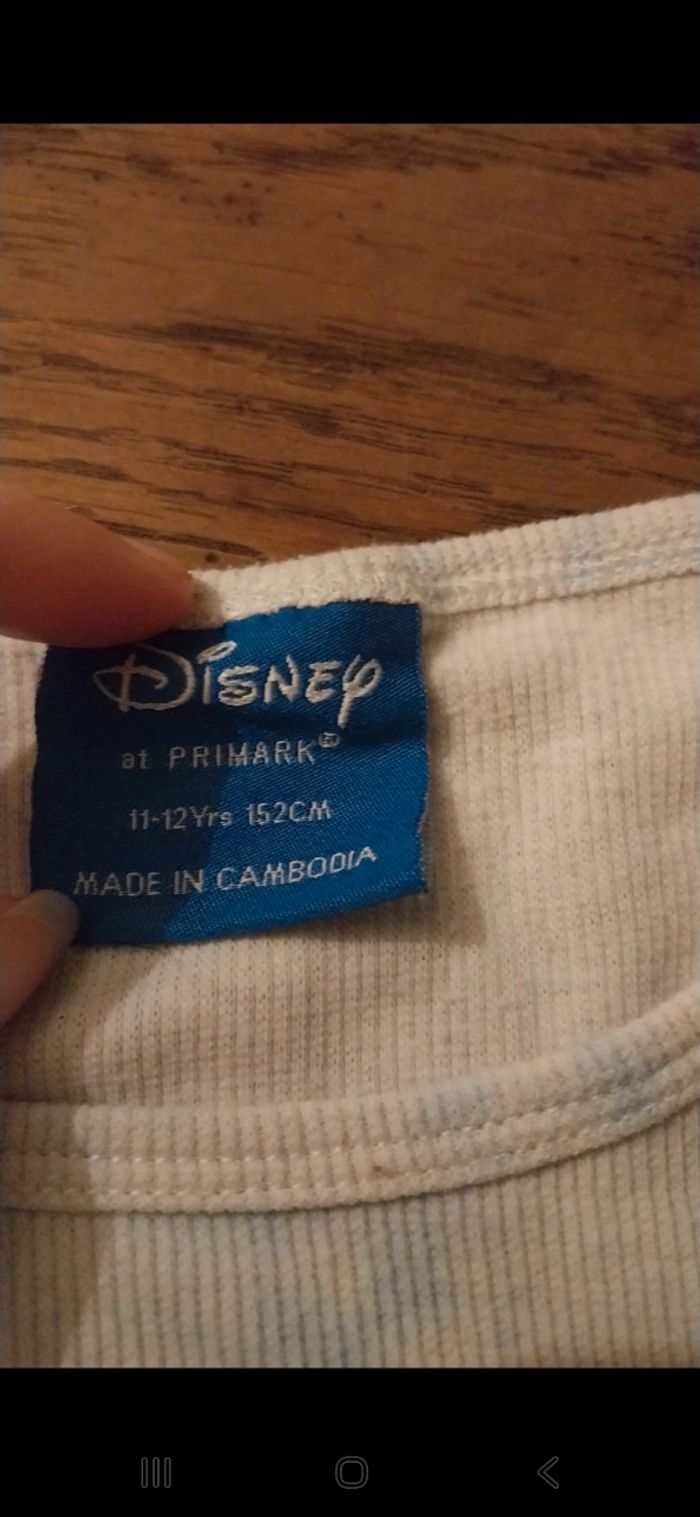 Disney
at PRIMARK®
11-12Yrs 152CM
MADE IN CAMBODIA